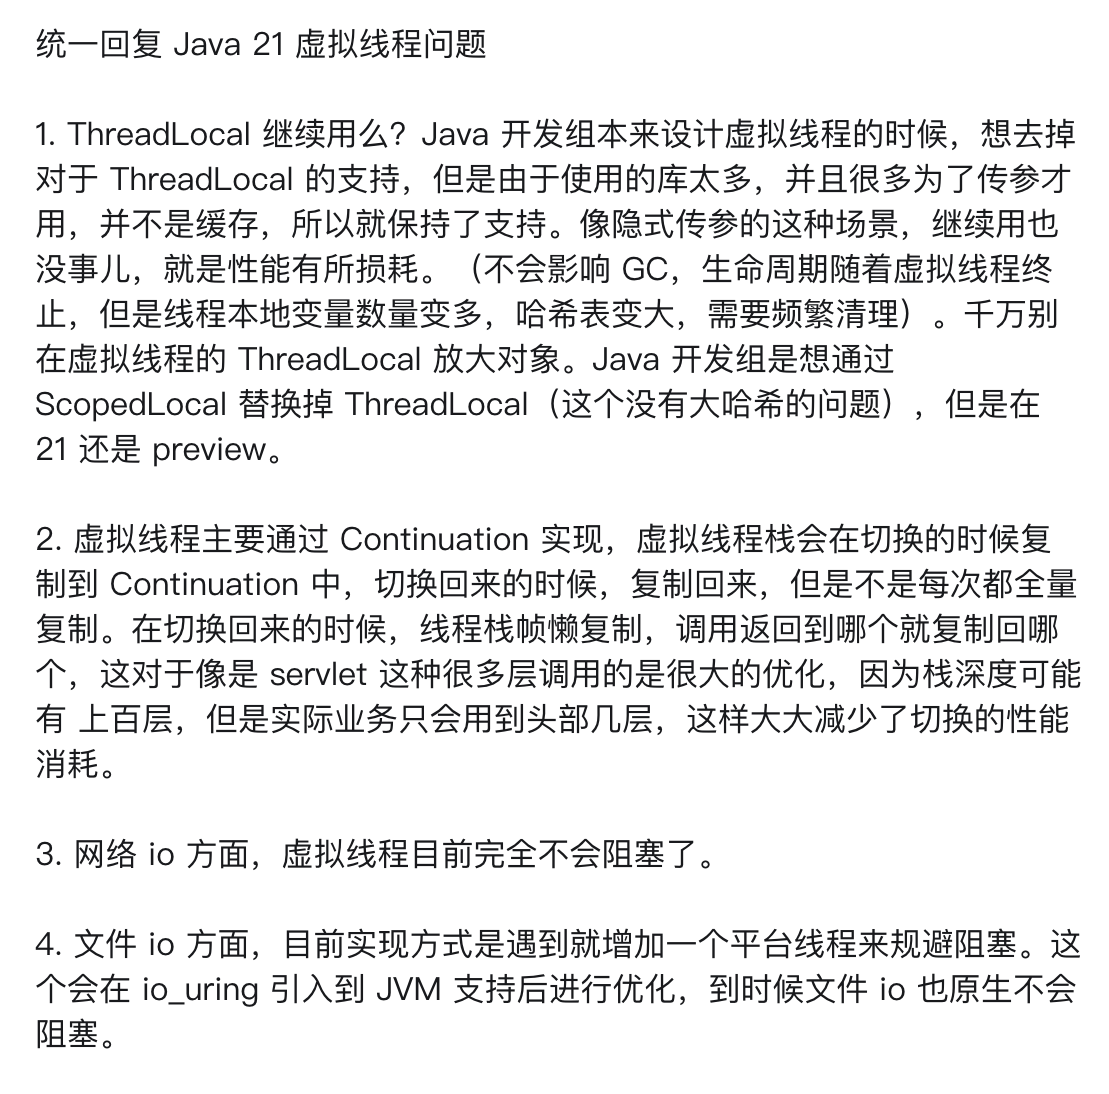 统一回复 Java 21 虚拟线程问题
1. ThreadLocal 继续用么？Java 开发组本来设计虚拟线程的时候，想去掉
对于 ThreadLocal 的支持，但是由于使用的库太多，并且很多为了传参才
用，并不是缓存，所以就保持了支持。像隐式传参的这种场景，继续用也
没事儿，就是性能有所损耗。（不会影响 GC，生命周期随着虚拟线程终
止，但是线程本地变量数量变多，哈希表变大，需要频繁清理）。千万别
在虚拟线程的 ThreadLocal 放大对象。Java 开发组是想通过
ScopedLocal 替换掉 ThreadLocal（这个没有大哈希的问题），但是在
21 还是 preview。
2. 虚拟线程主要通过 Continuation 实现，虚拟线程栈会在切换的时候复
制到 Continuation 中，切换回来的时候，复制回来，但是不是每次都全量
复制。在切换回来的时候，线程栈帧懒复制，调用返回到哪个就复制回哪
个，这对于像是 servlet 这种很多层调用的是很大的优化，因为栈深度可能
有 上百层，但是实际业务只会用到头部几层，这样大大减少了切换的性能
消耗。
3. 网络 io 方面，虚拟线程目前完全不会阻塞了。
4. 文件 io 方面，目前实现方式是遇到就增加一个平台线程来规避阻塞。这
个会在 io_uring 引入到 JVM 支持后进行优化，到时候文件 io 也原生不会
阻塞。